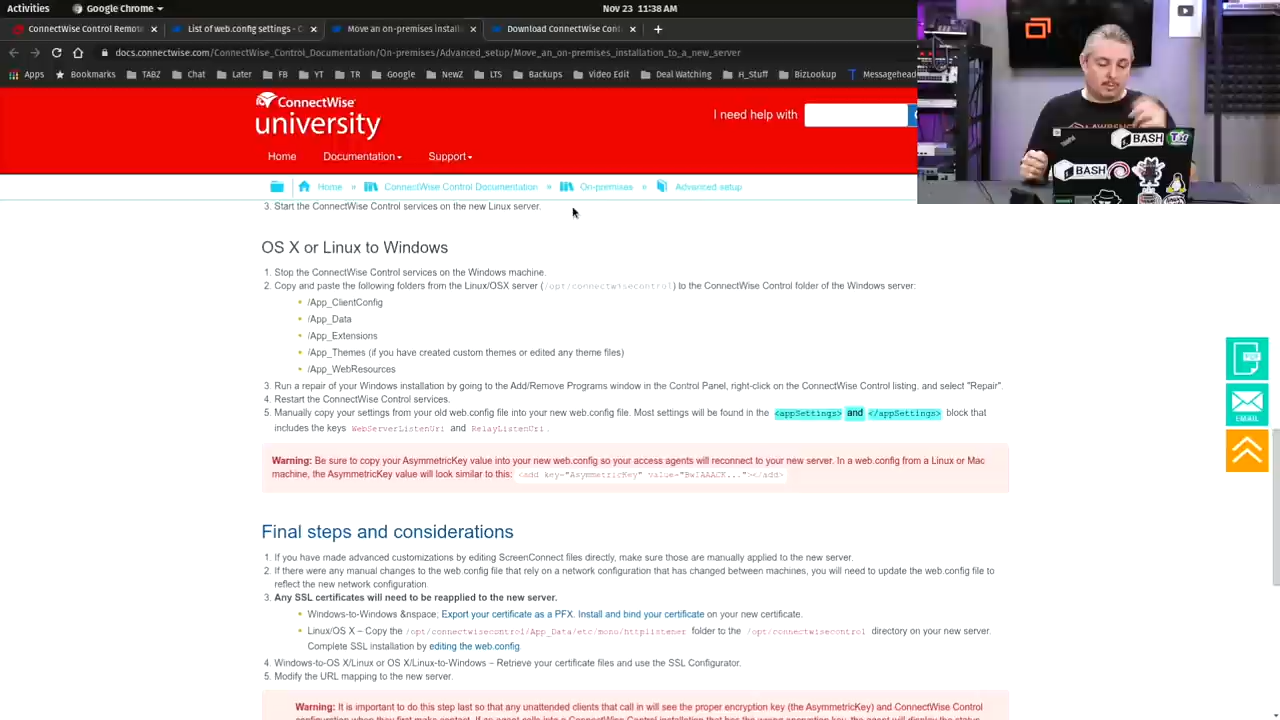 Activities
Google Chrome
Nov 23 11:38 AM
ConnectWise Control Remo
List of web.config settings - C
Move an on-premises installa
Download ConnectWise Cont
docs.connectwise.com/ConnectWise_Control_Documentation/On-premises/Advanced_setup/Move_an_on-premises_installation_to_a_new_server
Apps
Bookmarks
TABZ
Chat
Later
FB
YT
TR
Google
NewZ
LTS
Backups
Video Edit
Deal Watching
H_Stuff
BizLookup
Messagehead
ConnectWise
university
I need help with
Home
Documentation
Support
Home » ConnectWise Control Documentation » On-premises » Advanced setup
3. Start the ConnectWise Control services on the new Linux server.
OS X or Linux to Windows
1. Stop the ConnectWise Control services on the Windows machine.
2. Copy and paste the following folders from the Linux/OSX server (/opt/connectwisecontrol) to the ConnectWise Control folder of the Windows server:
• /App_ClientConfig
• /App_Data
• /App_Extensions
• /App_Themes (if you have created custom themes or edited any theme files)
• /App_WebResources
3. Run a repair of your Windows installation by going to the Add/Remove Programs window in the Control Panel, right-click on the ConnectWise Control listing. and select "Repair".
4. Restart the ConnectWise Control services.
5. Manually copy your settings from your old web.config file into your new web.config file. Most settings will be found in the <appSettings> and </appSettings> block that
includes the keys WebServerListenUri and RelayListenUri.
Warning: Be sure to copy your AsymmetricKey value into your new web.config so your access agents will reconnect to your new server. In a web.config from a Linux or Mac
machine, the AsymmetricKey value will look similar to this: <add key="AsymmetricKey" value="BwIAAACK..."></add>
Final steps and considerations
1. If you have made advanced customizations by editing ScreenConnect files directly, make sure those are manually applied to the new server.
2. If there were any manual changes to the web.config file that rely on a network configuration that has changed between machines, you will need to update the web.config file to
reflect the new network configuration.
3. Any SSL certificates will need to be reapplied to the new server.
• Windows-to-Windows &nspace; Export your certificate as a PFX. Install and bind your certificate on your new certificate.
• Linux/OS X – Copy the /opt/connectwisecontrol/App_Data/etc/mono/httplistener folder to the /opt/connectwisecontrol directory on your new server.
Complete SSL installation by editing the web.config.
4. Windows-to-OS X/Linux or OS X/Linux-to-Windows – Retrieve your certificate files and use the SSL Configurator.
5. Modify the URL mapping to the new server.
Warning: It is important to do this step last so that any unattended clients that call in will see the proper encryption key (the AsymmetricKey) and ConnectWise Control
PDF
EMAIL
LAWRENCE
BASH
BASH